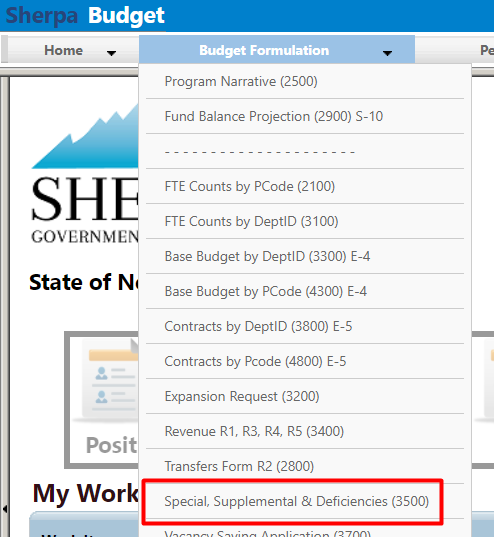 Sherpa Budget
Home
Budget Formulation
Pe
Program Narrative (2500)
Fund Balance Projection (2900) S-10
- - - - - - - - - - - - - - - - - - - - -
FTE Counts by PCode (2100)
SHE
FTE Counts by DeptID (3100)
GOVERNMENT
Base Budget by DeptID (3300) E-4
State of Ne
Base Budget by PCode (4300) E-4
Contracts by DeptID (3800) E-5
Contracts by Pcode (4800) E-5
Expansion Request (3200)
Revenue R1, R3, R4, R5 (3400)
Posit
Transfers Form R2 (2800)
My Work
Special, Supplemental & Deficiencies (3500)
Vacancy Saving Application (3700)